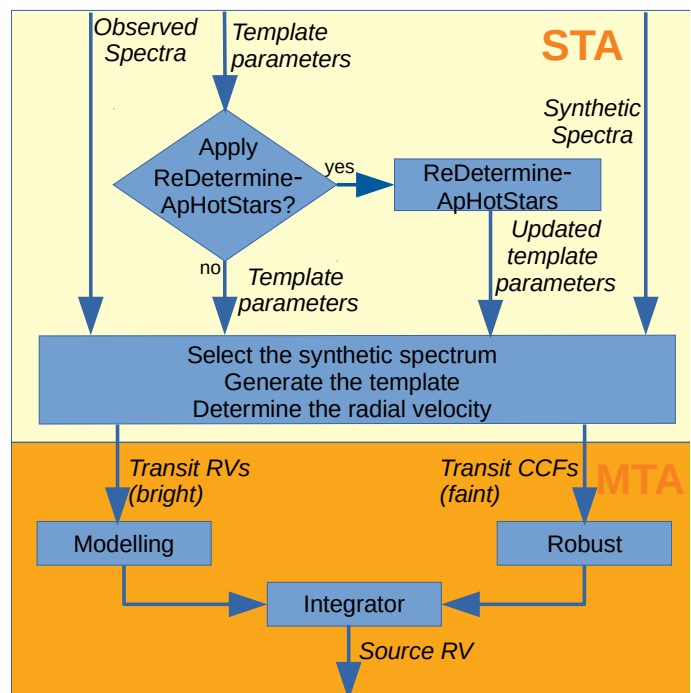 Observed
Spectra
Template
parameters
STA
Synthetic
Spectra
Apply
ReDetermine-
ApHotStars?
yes
ReDetermine-
ApHotStars
no
Template
parameters
Updated
template
parameters
Select the synthetic spectrum
Generate the template
Determine the radial velocity
Transit RVs
(bright)
Transit CCFs
(faint)
MTA
Modelling
Robust
Integrator
Source RV